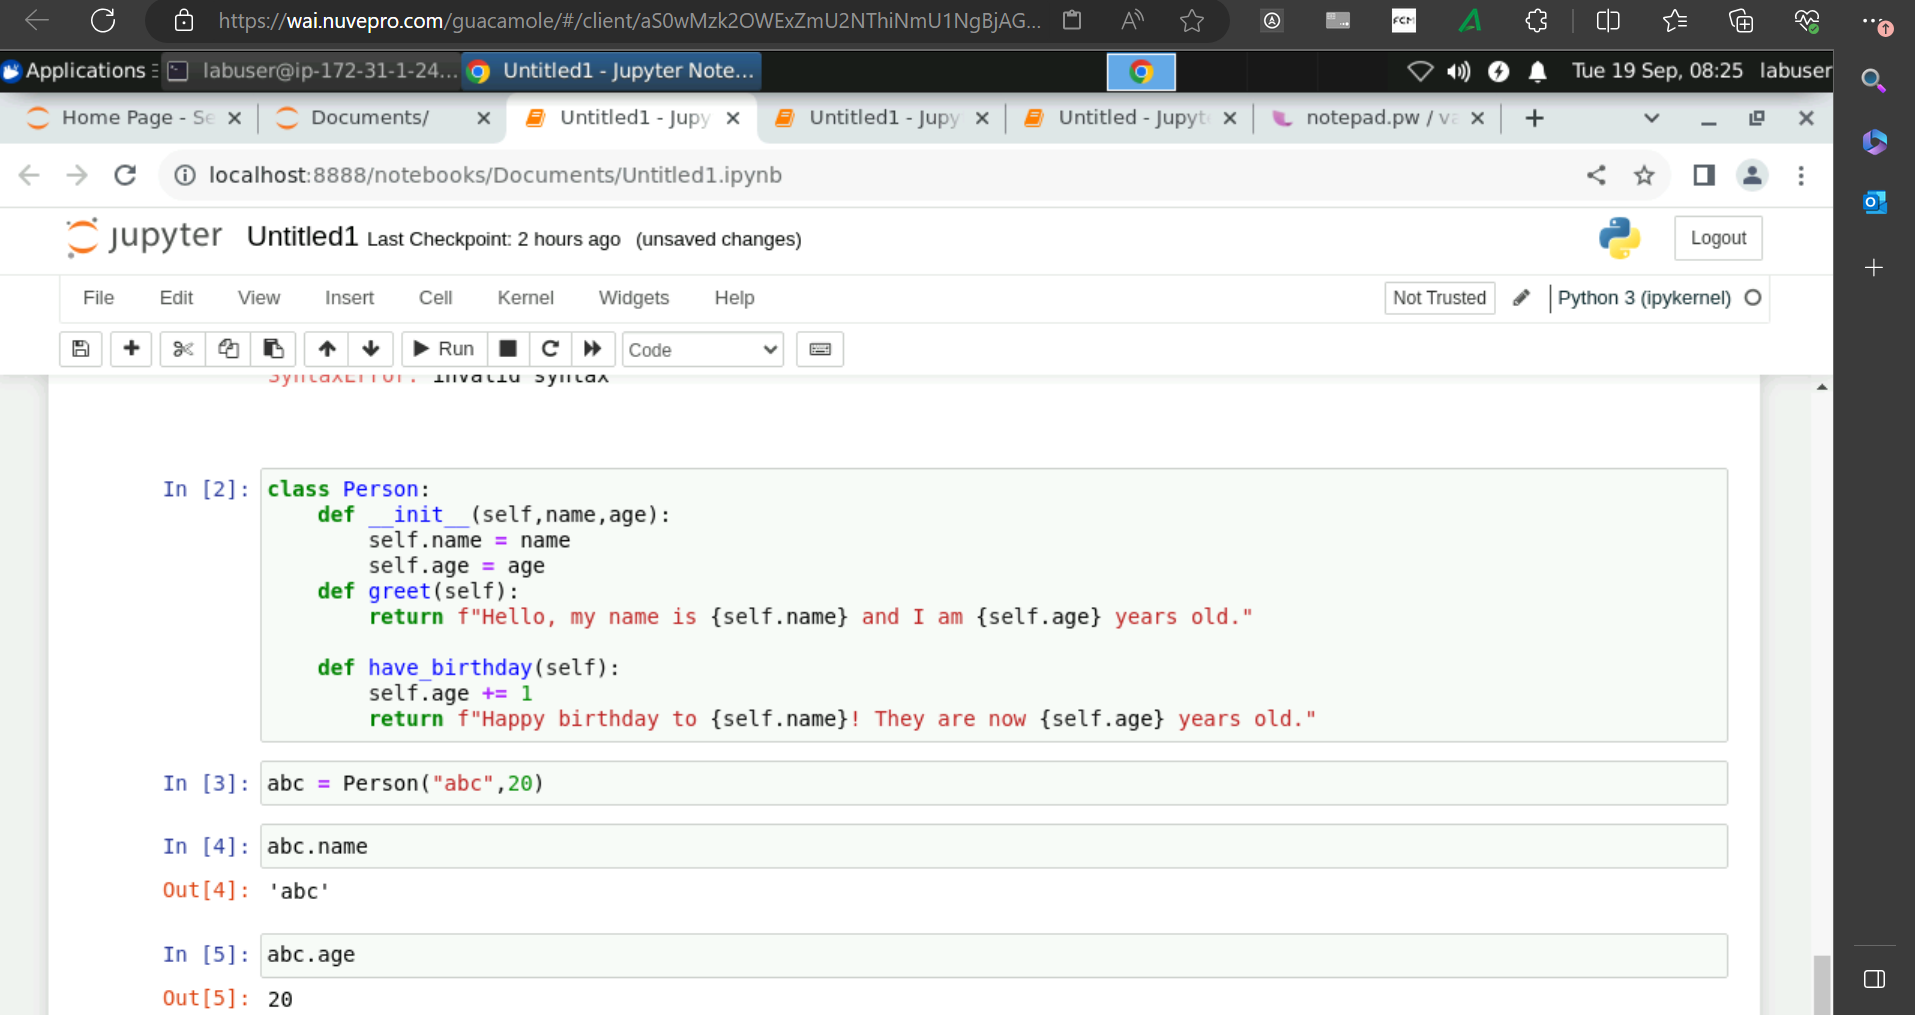 https://wai.nuvepro.com/guacamole/#/client/aS0wMzk2OWExZmU2NThiNmU1NgBjAG...
FCM
Applications
labuser@ip-172-31-1-24...
Untitled1 - Jupyter Note...
Tue 19 Sep, 08:25 labuser
Home Page - Se
Documents/
Untitled1 - Jupy
Untitled1 - Jupy
Untitled - Jupyt
notepad.pw / va
localhost:8888/notebooks/Documents/Untitled1.ipynb
jupyter Untitled1 Last Checkpoint: 2 hours ago (unsaved changes)
Logout
File Edit View Insert Cell Kernel Widgets Help
Not Trusted
Python 3 (ipykernel)
Run
Code
SyntaxError: invalid syntax
In [2]: class Person:
    def __init__(self,name,age):
        self.name = name
        self.age = age
    def greet(self):
        return f"Hello, my name is {self.name} and I am {self.age} years old."
    def have_birthday(self):
        self.age += 1
        return f"Happy birthday to {self.name}! They are now {self.age} years old."
In [3]: abc = Person("abc",20)
In [4]: abc.name
Out[4]: 'abc'
In [5]: abc.age
Out[5]: 20